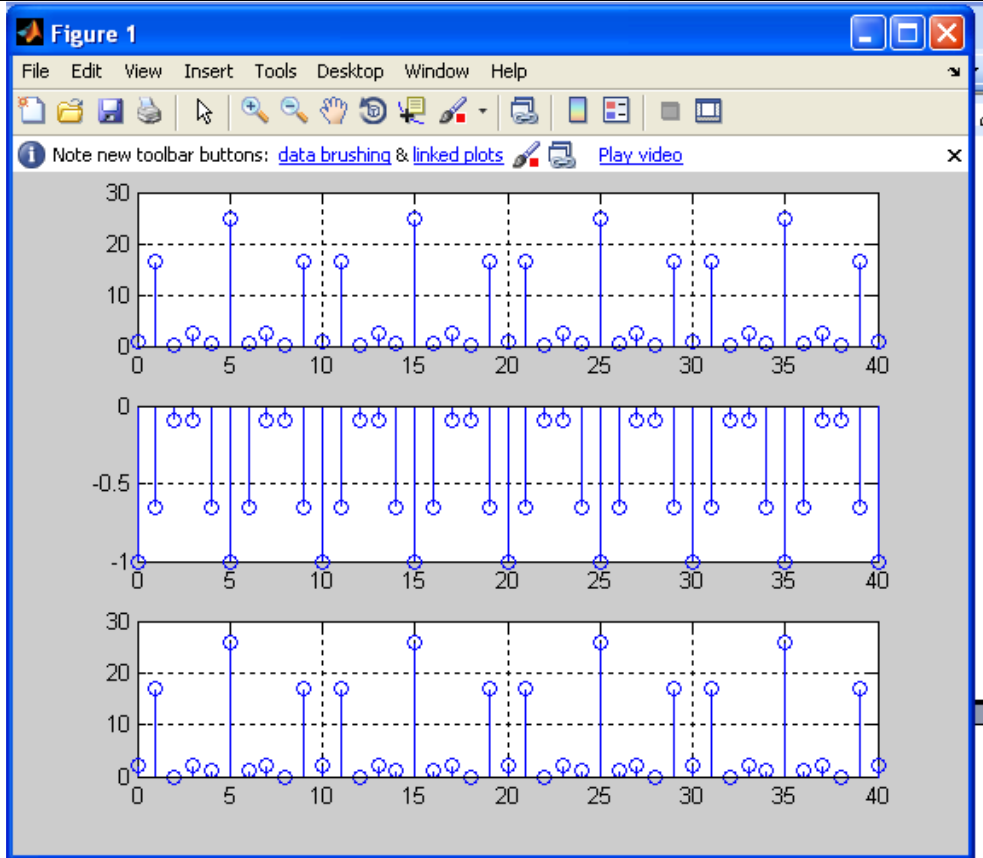 Figure 1
File Edit View Insert Tools Desktop Window Help
Note new toolbar buttons: data brushing & linked plots Play video
30
20
10
0
0 5 10 15 20 25 30 35 40
0
-0.5
-1
0 5 10 15 20 25 30 35 40
30
20
10
0
0 5 10 15 20 25 30 35 40